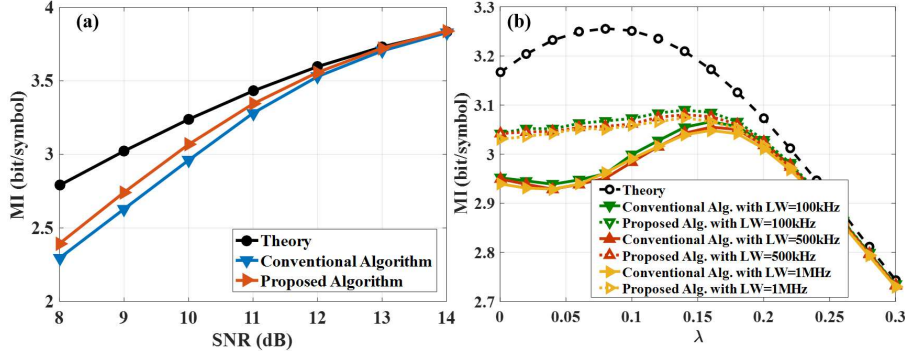 (a)
4
3.5
3
2.5
2
MI (bit/symbol)
Theory
Conventional Algorithm
Proposed Algorithm
8 9 10 11 12 13 14
SNR (dB)
(b)
3.3
3.2
3.1
3
2.9
2.8
2.7
MI (bit/symbol)
Theory
Conventional Alg. with LW=100kHz
Proposed Alg. with LW=100kHz
Conventional Alg. with LW=500kHz
Proposed Alg. with LW=500kHz
Conventional Alg. with LW=1MHz
Proposed Alg. with LW=1MHz
0 0.05 0.1 0.15 0.2 0.25 0.3
λ